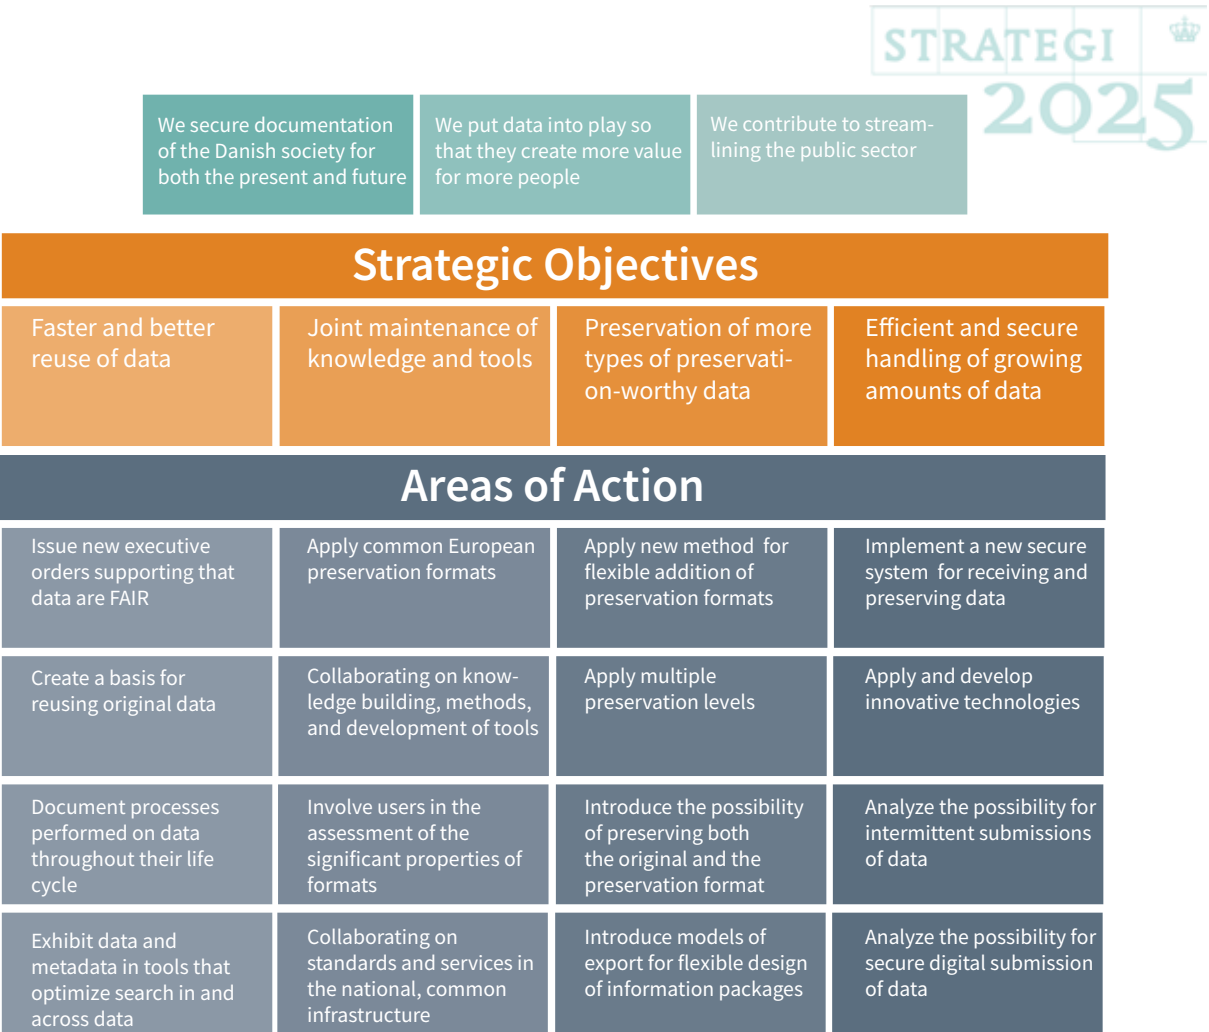 STRATEGI
2025
We secure documentation
of the Danish society for
both the present and future
We put data into play so
that they create more value
for more people
We contribute to stream-
lining the public sector
Strategic Objectives
Faster and better
reuse of data
Joint maintenance of
knowledge and tools
Preservation of more
types of preservati-
on-worthy data
Efficient and secure
handling of growing
amounts of data
Areas of Action
Issue new executive
orders supporting that
data are FAIR
Apply common European
preservation formats
Apply new method for
flexible addition of
preservation formats
Implement a new secure
system for receiving and
preserving data
Create a basis for
reusing original data
Collaborating on know-
ledge building, methods,
and development of tools
Apply multiple
preservation levels
Apply and develop
innovative technologies
Document processes
performed on data
throughout their life
cycle
Involve users in the
assessment of the
significant properties of
formats
Introduce the possibility
of preserving both
the original and the
preservation format
Analyze the possibility for
intermittent submissions
of data
Exhibit data and
metadata in tools that
optimize search in and
across data
Collaborating on
standards and services in
the national, common
infrastructure
Introduce models of
export for flexible design
of information packages
Analyze the possibility for
secure digital submission
of data